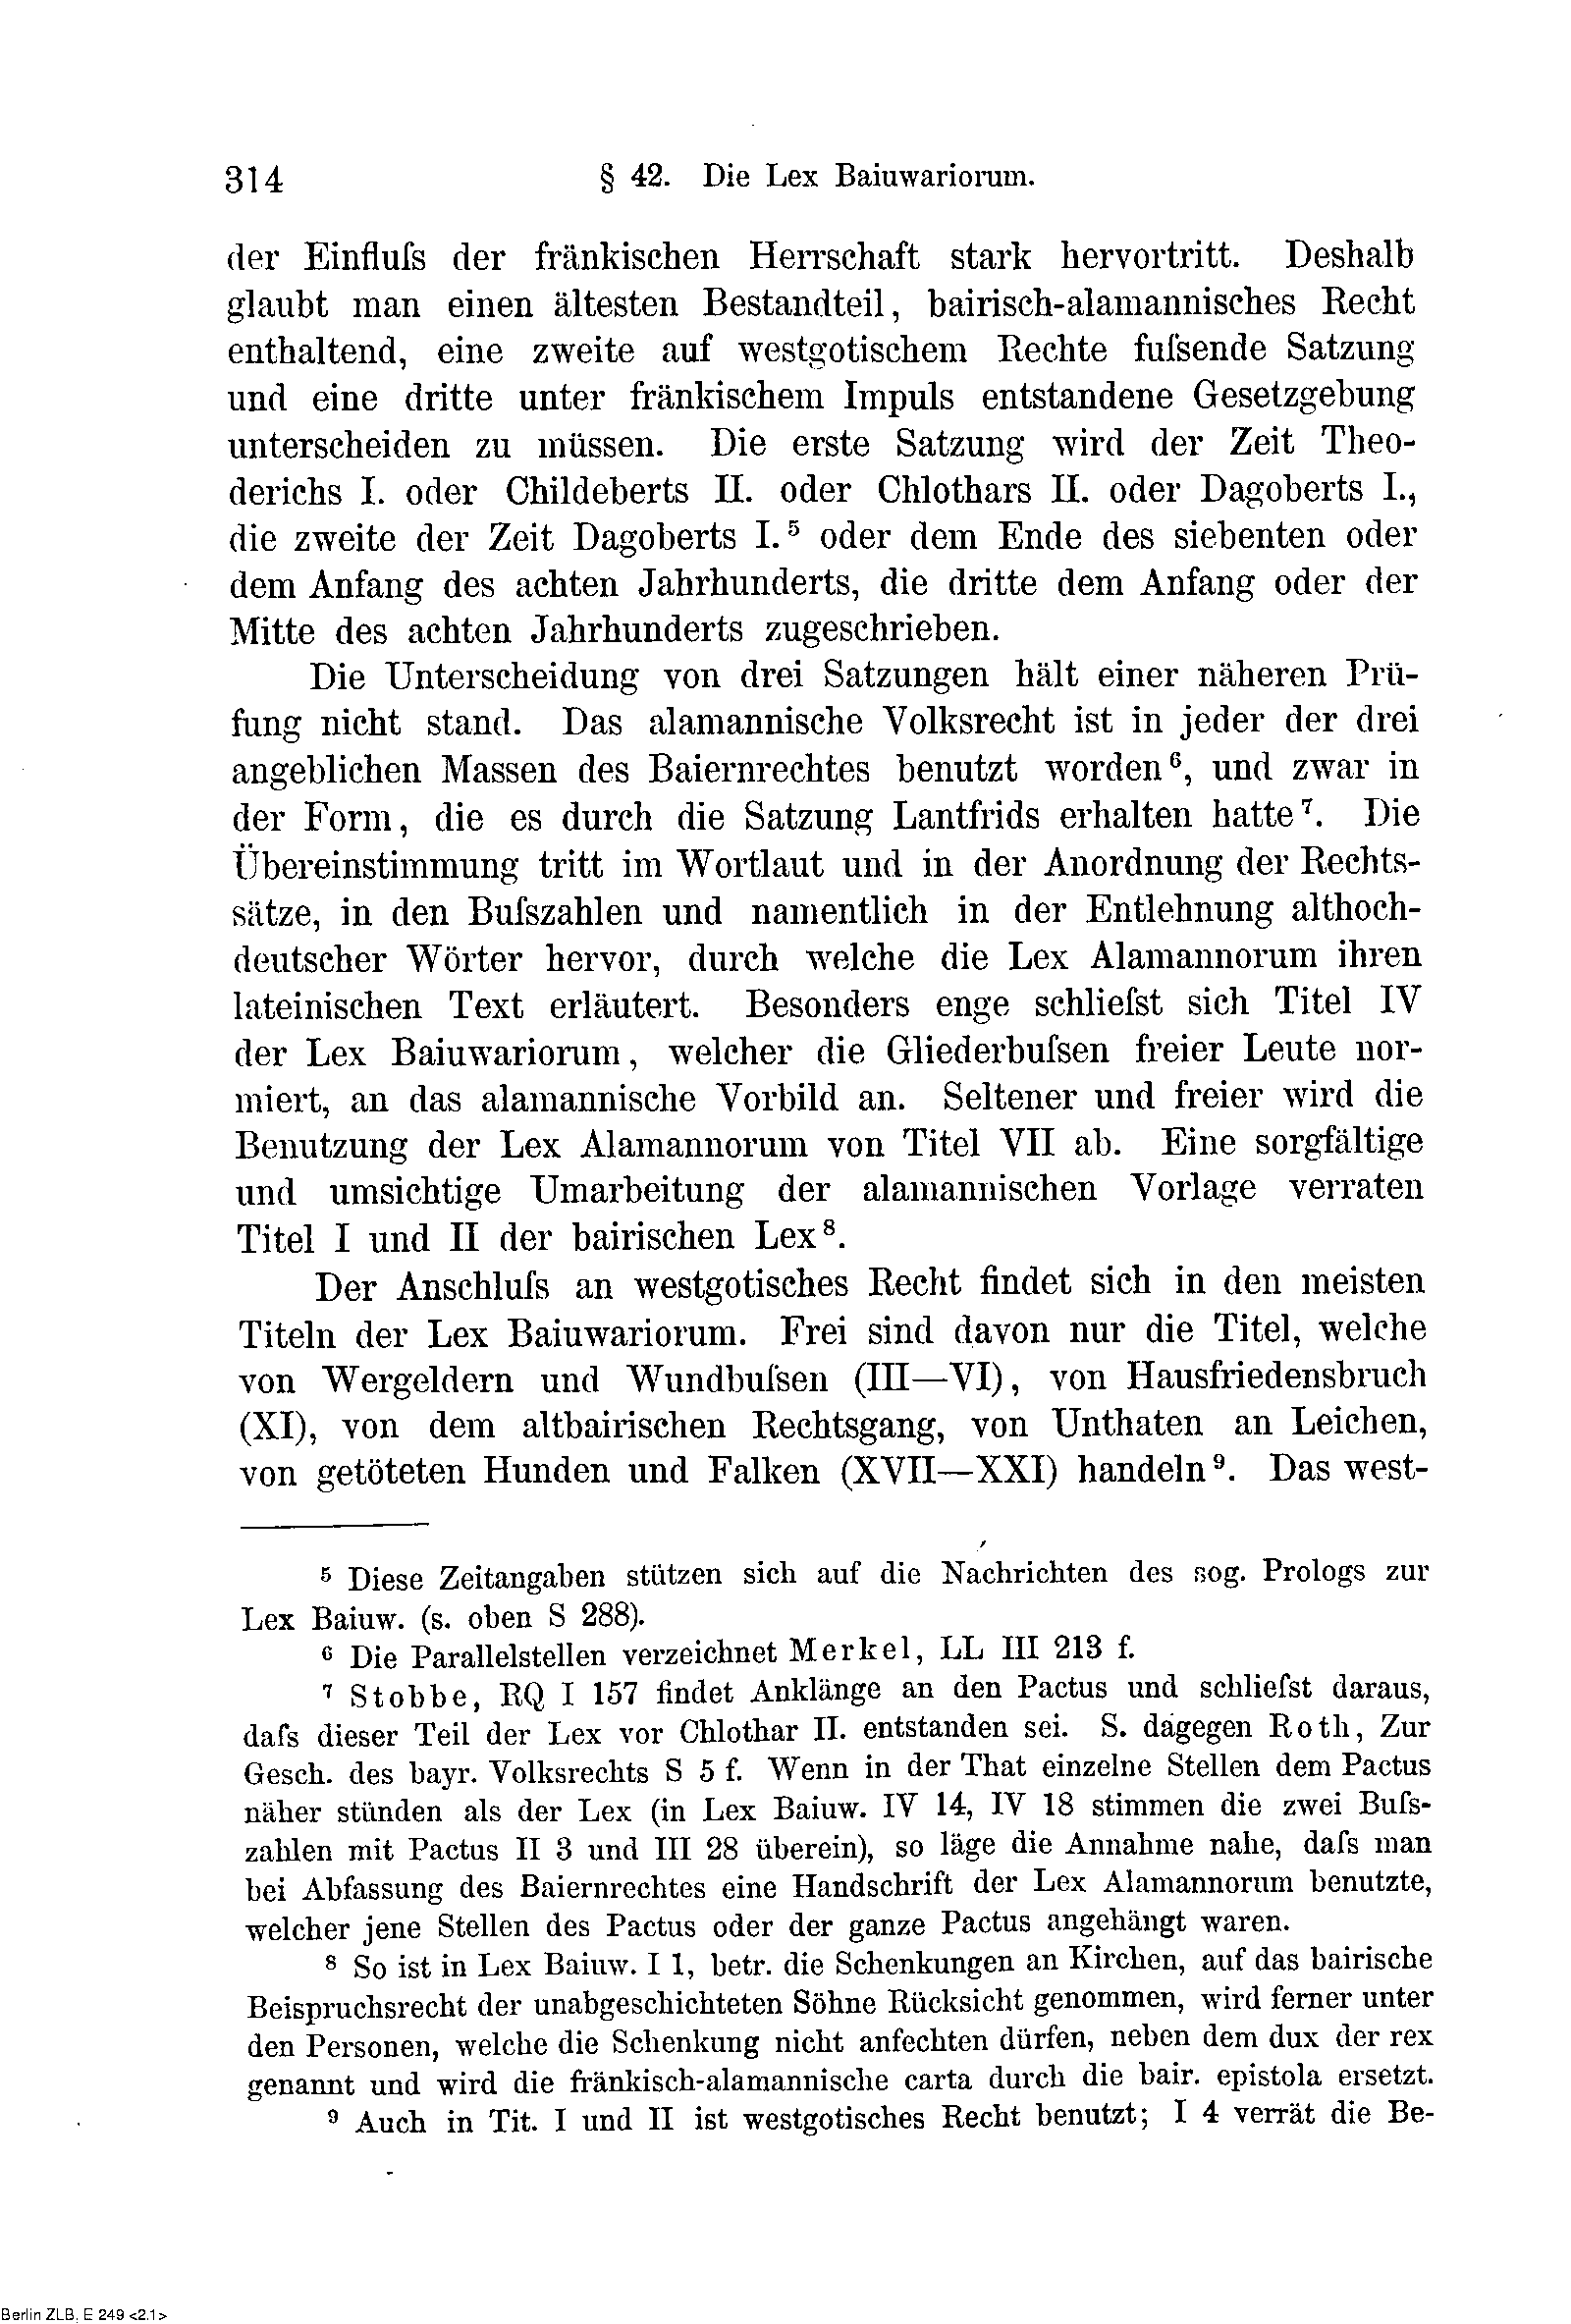 314 § 42. Die Lex Baiuwariorum.
der Einfluſs der fränkischen Herrschaft stark hervortritt. Deshalb
glaubt man einen ältesten Bestandteil, bairisch-alamannisches Recht
enthaltend, eine zweite auf westgotischem Rechte fuſsende Satzung
und eine dritte unter fränkischem Impuls entstandene Gesetzgebung
unterscheiden zu müssen. Die erste Satzung wird der Zeit Theo-
derichs I. oder Childeberts II. oder Chlothars II. oder Dagoberts I.,
die zweite der Zeit Dagoberts I.⁵ oder dem Ende des siebenten oder
dem Anfang des achten Jahrhunderts, die dritte dem Anfang oder der
Mitte des achten Jahrhunderts zugeschrieben.
Die Unterscheidung von drei Satzungen hält einer näheren Prü-
fung nicht stand. Das alamannische Volksrecht ist in jeder der drei
angeblichen Massen des Baiernrechtes benutzt worden⁶, und zwar in
der Form, die es durch die Satzung Lantfrids erhalten hatte⁷. Die
Übereinstimmung tritt im Wortlaut und in der Anordnung der Rechts-
sätze, in den Buſszahlen und namentlich in der Entlehnung althoch-
deutscher Wörter hervor, durch welche die Lex Alamannorum ihren
lateinischen Text erläutert. Besonders enge schlieſst sich Titel IV
der Lex Baiuwariorum, welcher die Gliederbuſsen freier Leute nor-
miert, an das alamannische Vorbild an. Seltener und freier wird die
Benutzung der Lex Alamannorum von Titel VII ab. Eine sorgfältige
und umsichtige Umarbeitung der alamannischen Vorlage verraten
Titel I und II der bairischen Lex⁸.
Der Anschluſs an westgotisches Recht findet sich in den meisten
Titeln der Lex Baiuwariorum. Frei sind davon nur die Titel, welche
von Wergeldern und Wundbuſsen (III—VI), von Hausfriedensbruch
(XI), von dem altbairischen Rechtsgang, von Unthaten an Leichen,
von getöteten Hunden und Falken (XVII—XXI) handeln⁹. Das west-
⁵ Diese Zeitangaben stützen sich auf die Nachrichten des sog. Prologs zur
Lex Baiuw. (s. oben S 288).
⁶ Die Parallelstellen verzeichnet Merkel, LL III 213 f.
⁷ Stobbe, RQ I 157 findet Anklänge an den Pactus und schlieſst daraus,
daſs dieser Teil der Lex vor Chlothar II. entstanden sei. S. dagegen Roth, Zur
Gesch. des bayr. Volksrechts S 5 f. Wenn in der That einzelne Stellen dem Pactus
näher stünden als der Lex (in Lex Baiuw. IV 14, IV 18 stimmen die zwei Buſs-
zahlen mit Pactus II 3 und III 28 überein), so läge die Annahme nahe, daſs man
bei Abfassung des Baiernrechtes eine Handschrift der Lex Alamannorum benutzte,
welcher jene Stellen des Pactus oder der ganze Pactus angehängt waren.
⁸ So ist in Lex Baiuw. I 1, betr. die Schenkungen an Kirchen, auf das bairische
Beispruchsrecht der unabgeschichteten Söhne Rücksicht genommen, wird ferner unter
den Personen, welche die Schenkung nicht anfechten dürfen, neben dem dux der rex
genannt und wird die fränkisch-alamannische carta durch die bair. epistola ersetzt.
⁹ Auch in Tit. I und II ist westgotisches Recht benutzt; I 4 verrät die Be-
Berlin ZLB, E 249 <2.1>